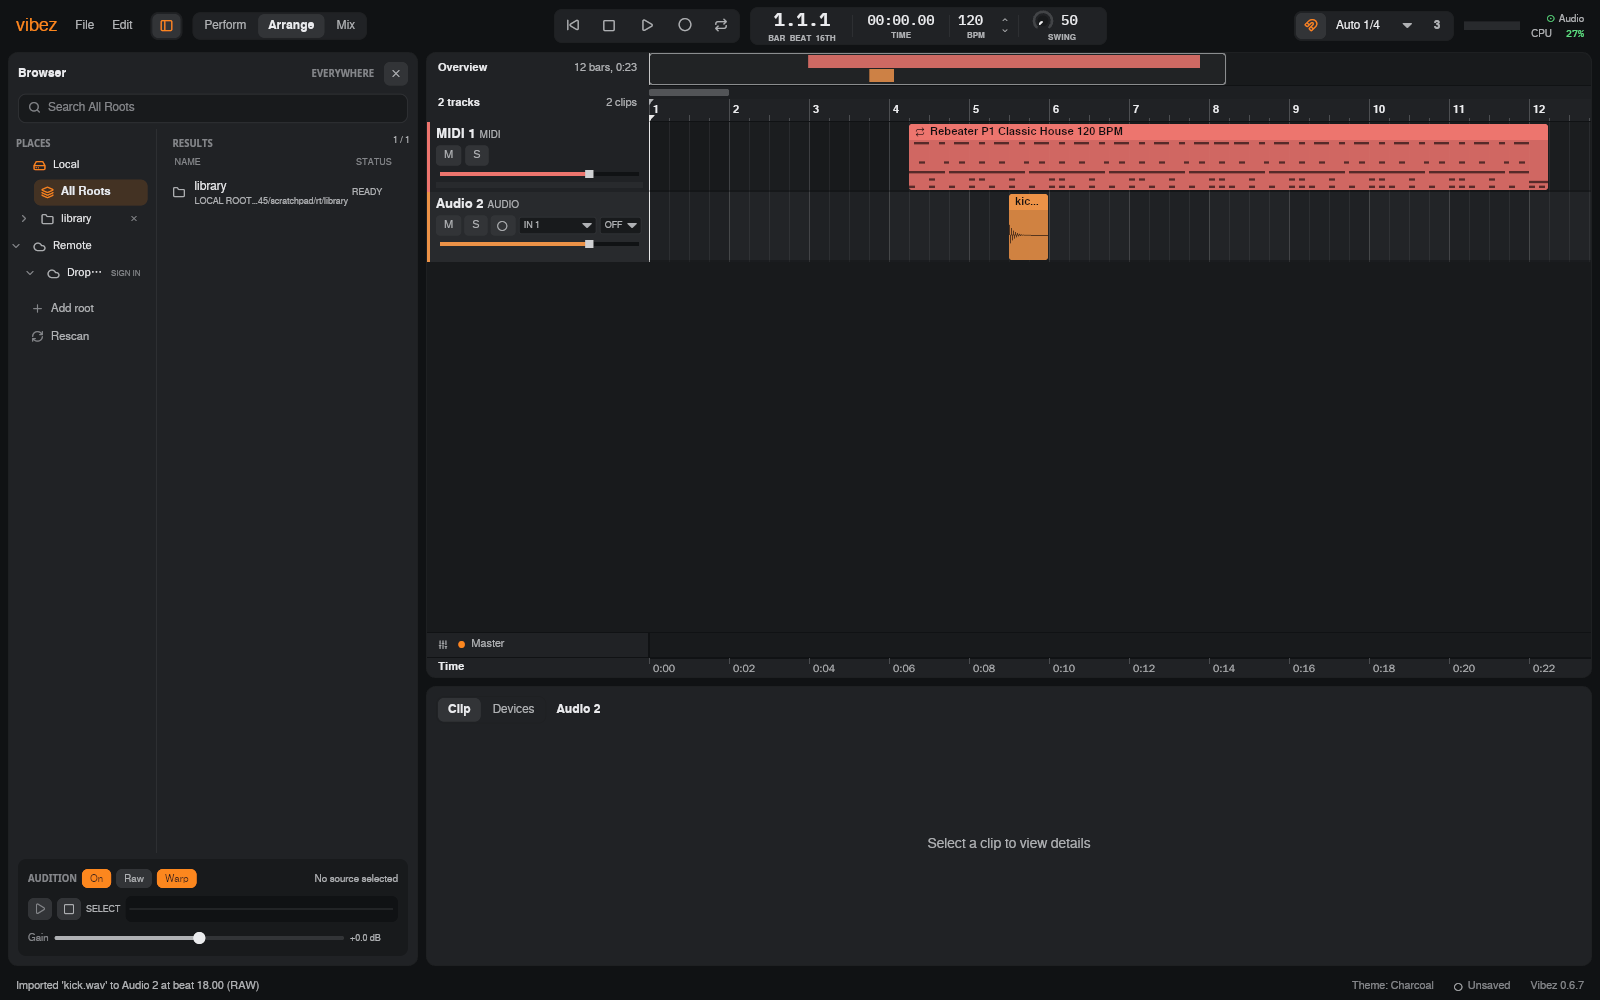 vibez File Edit Perform Arrange Mix
1.1.1 00:00.00 120 50
BAR BEAT 16TH TIME BPM SWING
Auto 1/4 3
Audio
CPU 27%
Browser EVERYWHERE
Search All Roots
PLACES
Local
All Roots
library
Remote
Drop··· SIGN IN
Add root
Rescan
RESULTS 1 / 1
NAME STATUS
library READY
LOCAL ROOT...45/scratchpad/rt/library
AUDITION On Raw Warp No source selected
SELECT
Gain +0.0 dB
Overview 12 bars, 0:23
2 tracks 2 clips
1 2 3 4 5 6 7 8 9 10 11 12
MIDI 1 MIDI
M S
Rebeater P1 Classic House 120 BPM
Audio 2 AUDIO
M S IN 1 OFF
kic...
Master
Time 0:00 0:02 0:04 0:06 0:08 0:10 0:12 0:14 0:16 0:18 0:20 0:22
Clip Devices Audio 2
Select a clip to view details
Imported 'kick.wav' to Audio 2 at beat 18.00 (RAW)
Theme: Charcoal Unsaved Vibez 0.6.7